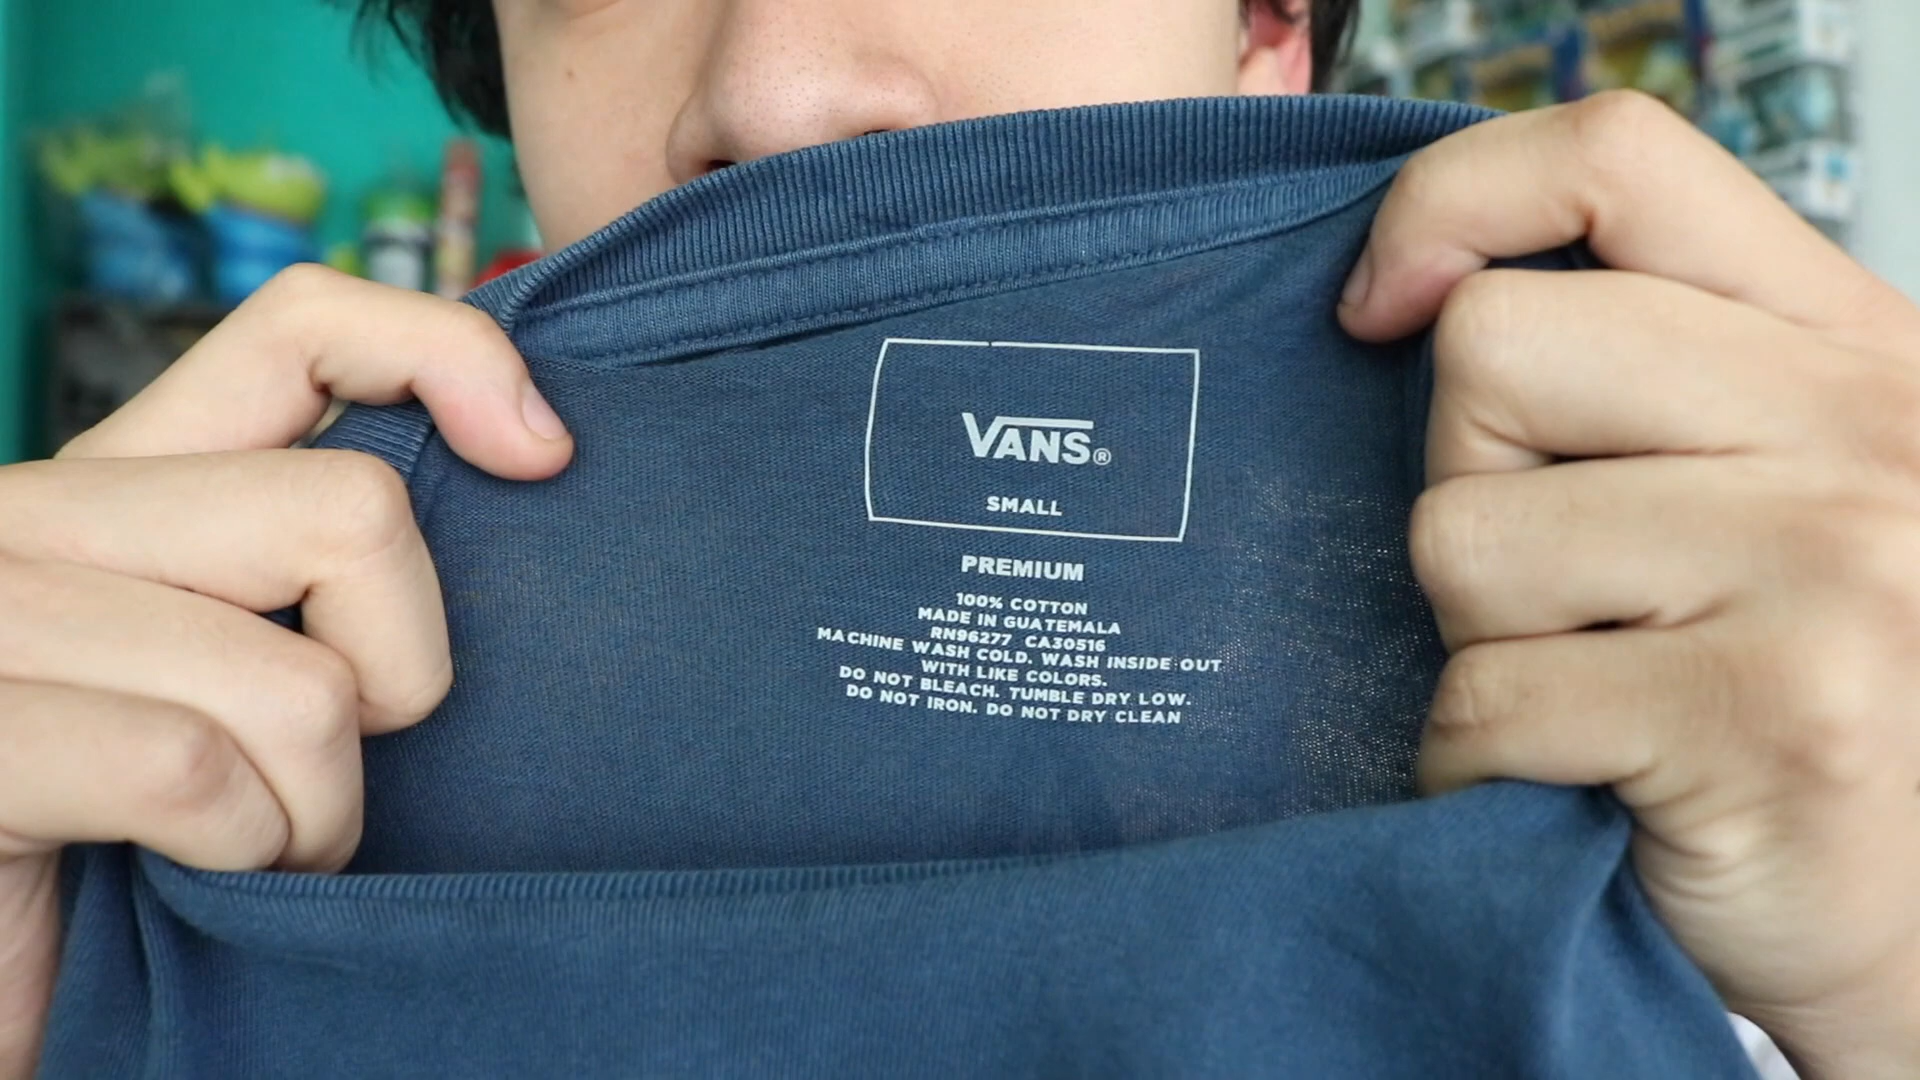 VANS®
SMALL
PREMIUM
100% COTTON
MADE IN GUATEMALA
RN96277 CA30516
MACHINE WASH COLD. WASH INSIDE OUT
WITH LIKE COLORS.
DO NOT BLEACH. TUMBLE DRY LOW.
DO NOT IRON. DO NOT DRY CLEAN